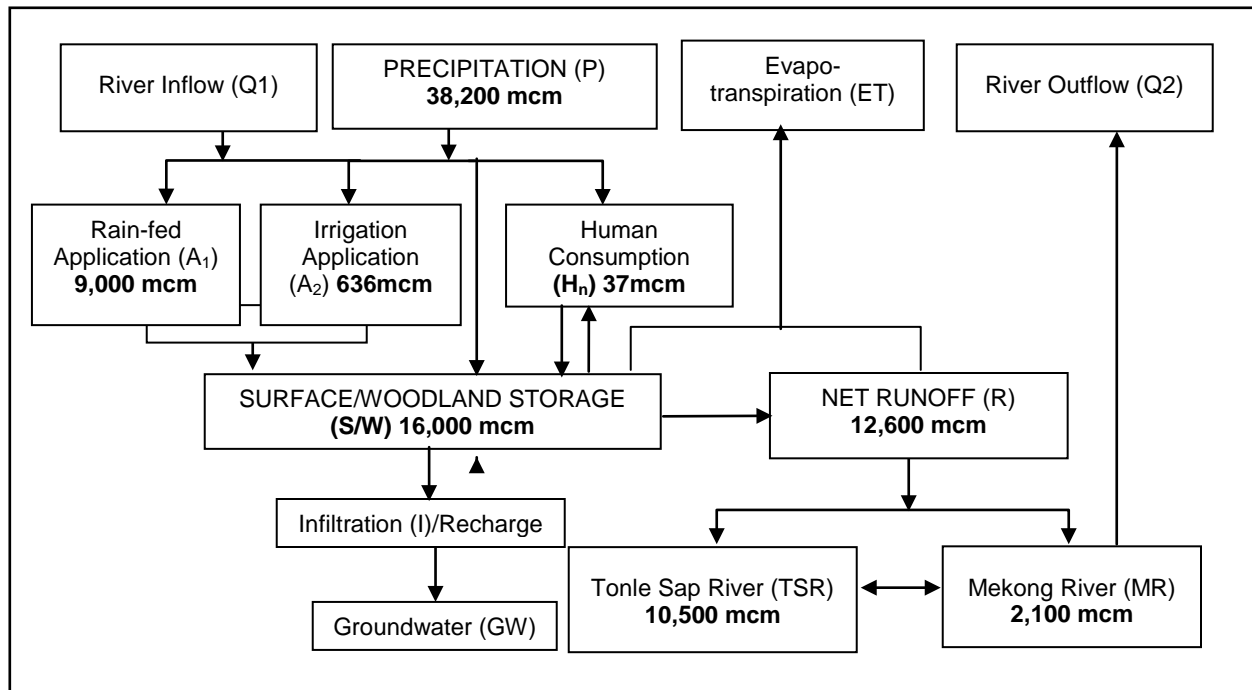 River Inflow (Q1)
PRECIPITATION (P)
38,200 mcm
Evapo-
transpiration (ET)
River Outflow (Q2)
Rain-fed
Application (A₁)
9,000 mcm
Irrigation
Application
(A₂) 636mcm
Human
Consumption
(Hₙ) 37mcm
SURFACE/WOODLAND STORAGE
(S/W) 16,000 mcm
NET RUNOFF (R)
12,600 mcm
Infiltration (I)/Recharge
Tonle Sap River (TSR)
10,500 mcm
Mekong River (MR)
2,100 mcm
Groundwater (GW)